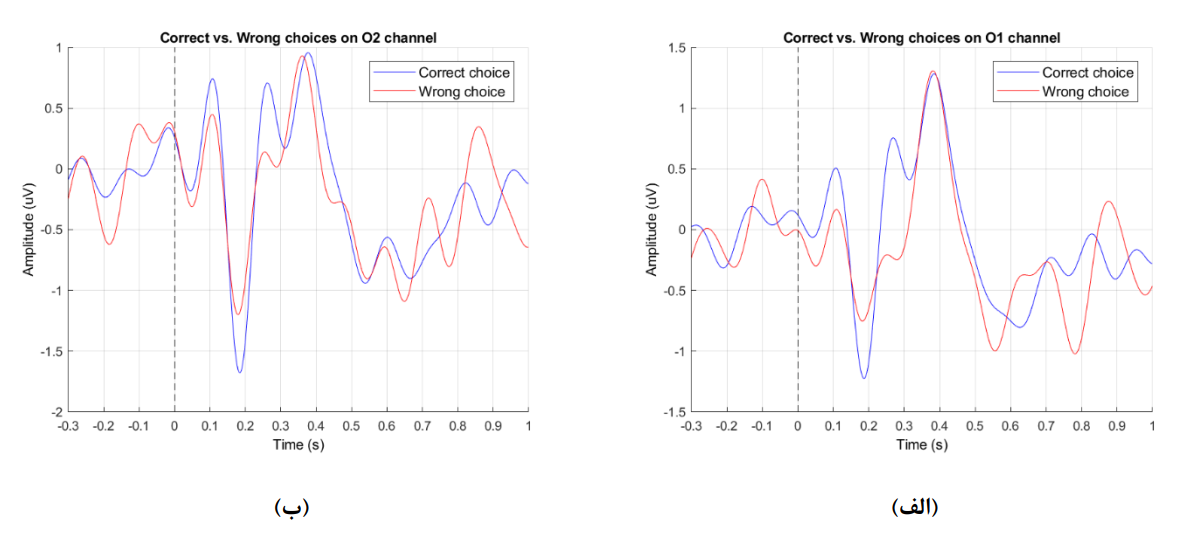 Correct vs. Wrong choices on O2 channel
Correct choice
Wrong choice
Amplitude (uV)
1
0.5
0
-0.5
-1
-1.5
-2
-0.3 -0.2 -0.1 0 0.1 0.2 0.3 0.4 0.5 0.6 0.7 0.8 0.9 1
Time (s)
(ب)
Correct vs. Wrong choices on O1 channel
Correct choice
Wrong choice
Amplitude (uV)
1.5
1
0.5
0
-0.5
-1
-1.5
-0.3 -0.2 -0.1 0 0.1 0.2 0.3 0.4 0.5 0.6 0.7 0.8 0.9 1
Time (s)
(الف)